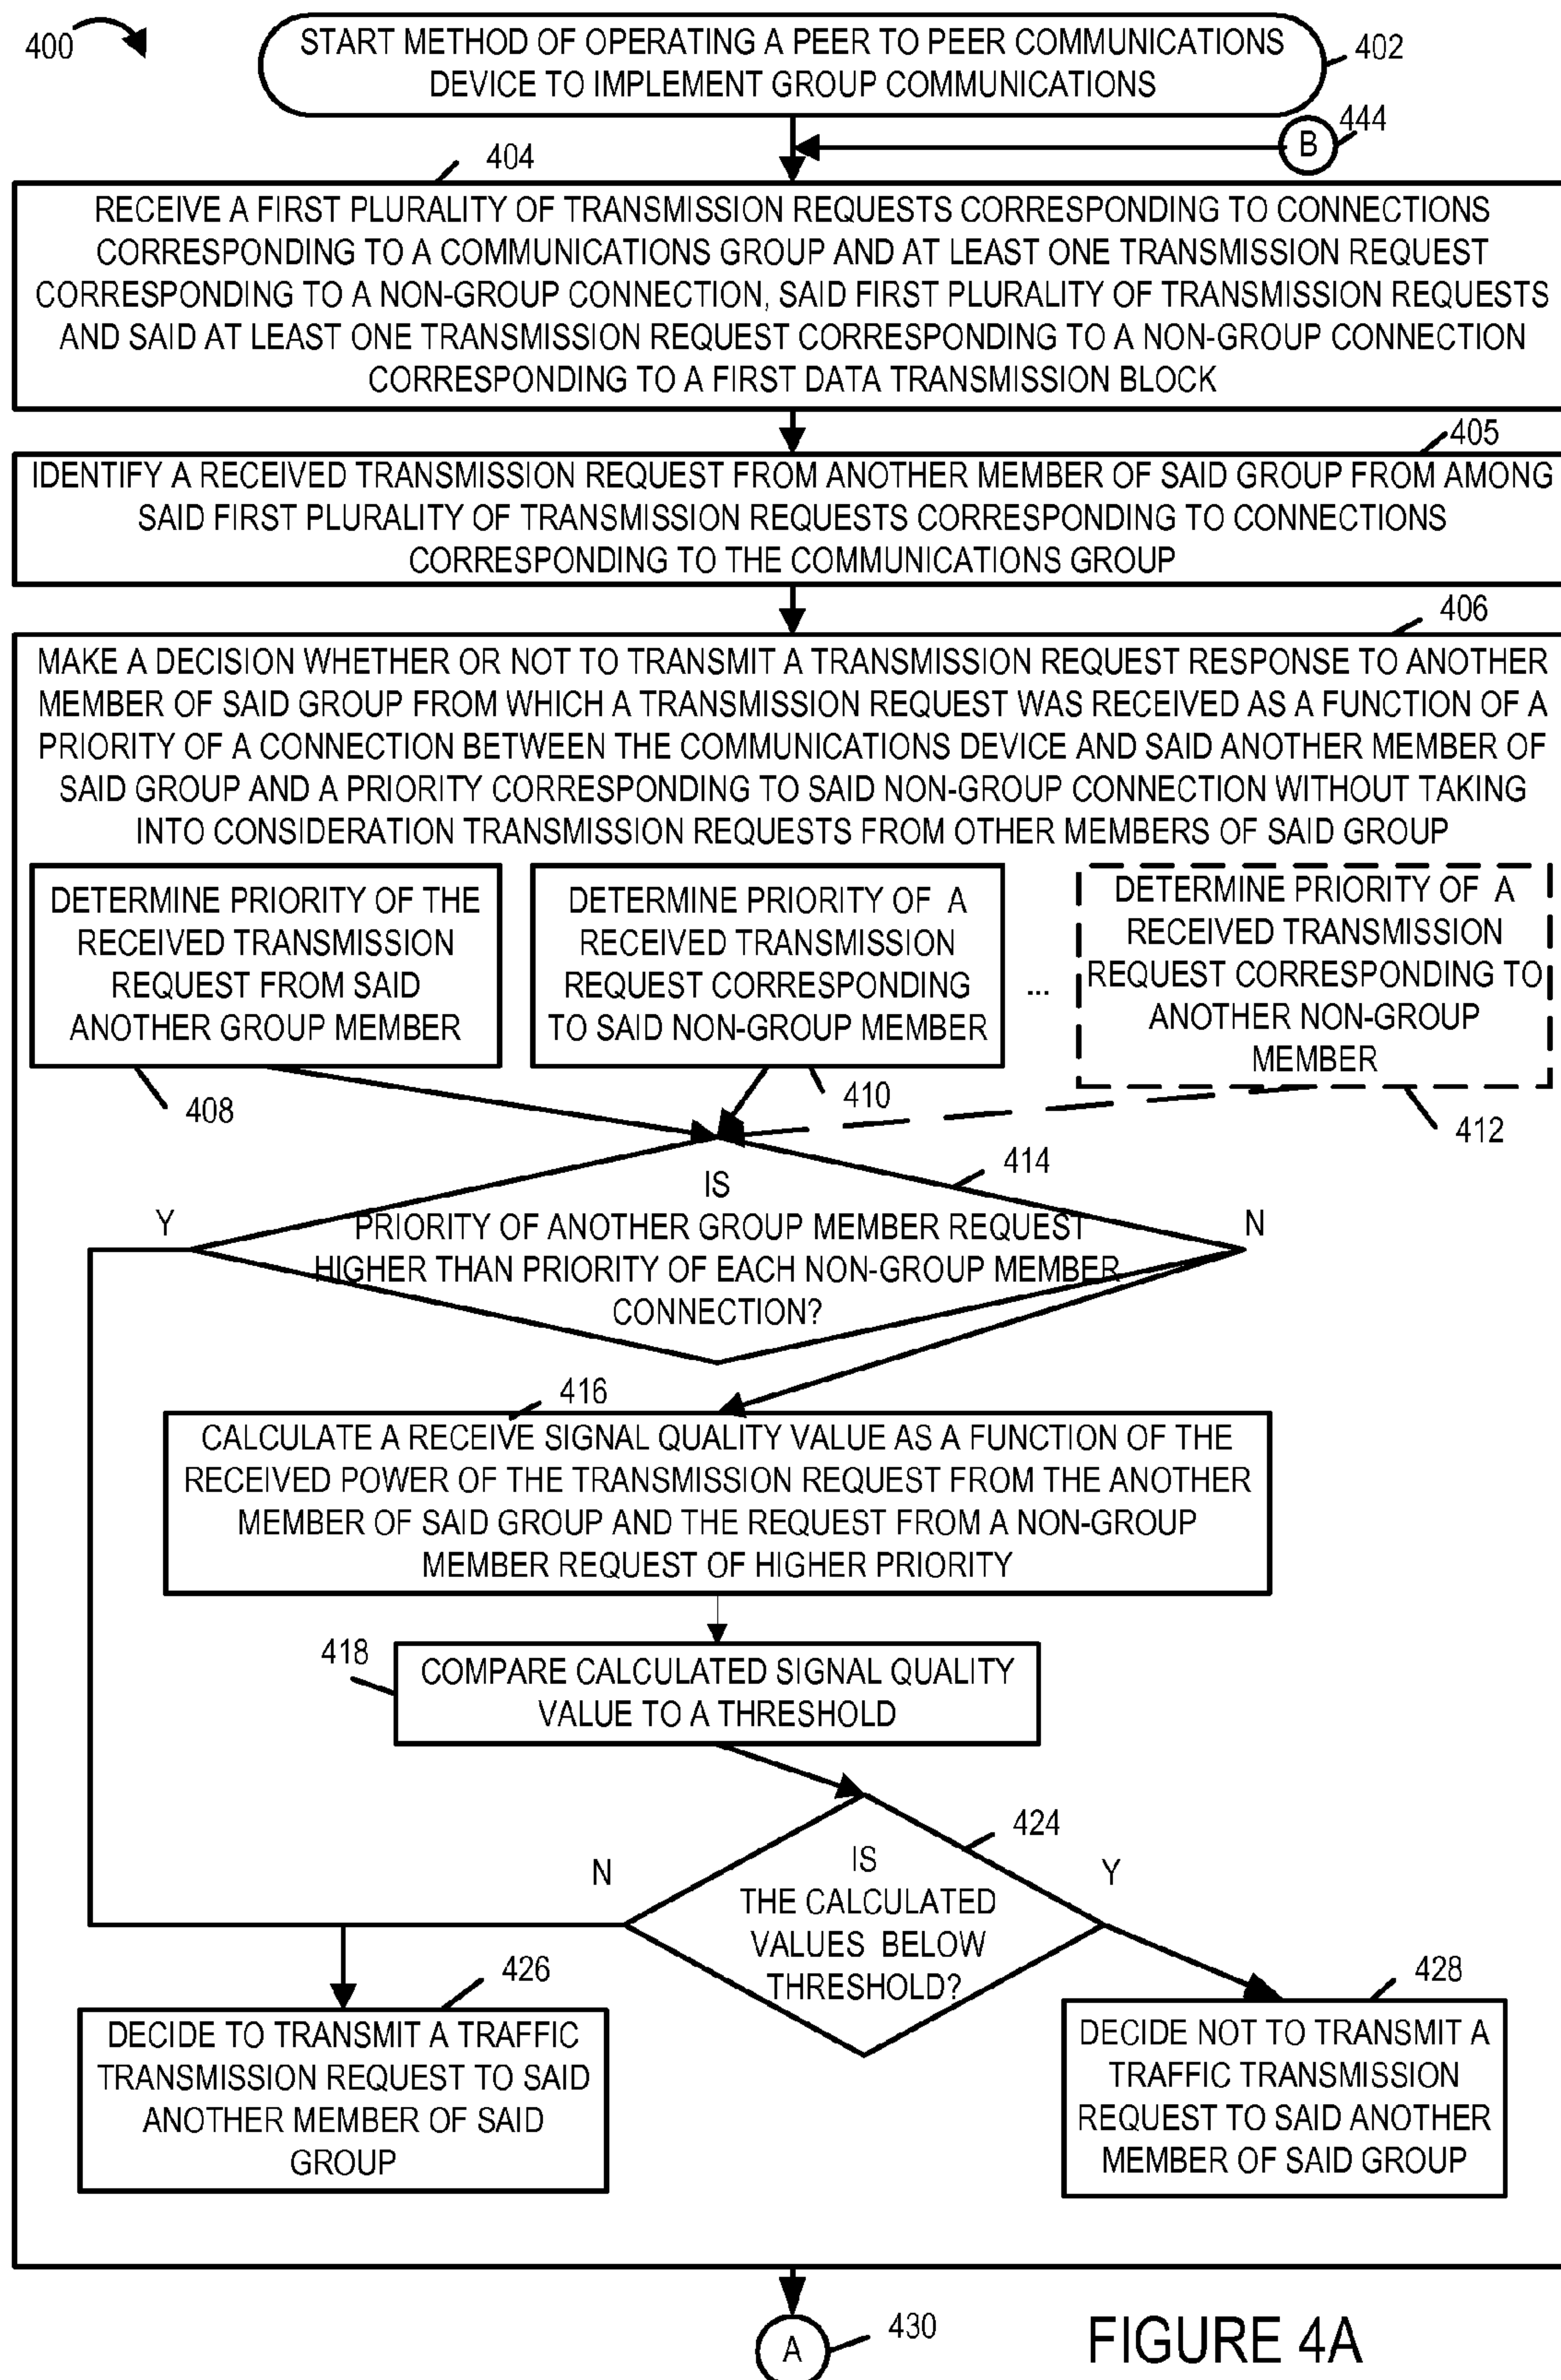 400
START METHOD OF OPERATING A PEER TO PEER COMMUNICATIONS
DEVICE TO IMPLEMENT GROUP COMMUNICATIONS
402
B
444
404
RECEIVE A FIRST PLURALITY OF TRANSMISSION REQUESTS CORRESPONDING TO CONNECTIONS
CORRESPONDING TO A COMMUNICATIONS GROUP AND AT LEAST ONE TRANSMISSION REQUEST
CORRESPONDING TO A NON-GROUP CONNECTION, SAID FIRST PLURALITY OF TRANSMISSION REQUESTS
AND SAID AT LEAST ONE TRANSMISSION REQUEST CORRESPONDING TO A NON-GROUP CONNECTION
CORRESPONDING TO A FIRST DATA TRANSMISSION BLOCK
405
IDENTIFY A RECEIVED TRANSMISSION REQUEST FROM ANOTHER MEMBER OF SAID GROUP FROM AMONG
SAID FIRST PLURALITY OF TRANSMISSION REQUESTS CORRESPONDING TO CONNECTIONS
CORRESPONDING TO THE COMMUNICATIONS GROUP
406
MAKE A DECISION WHETHER OR NOT TO TRANSMIT A TRANSMISSION REQUEST RESPONSE TO ANOTHER
MEMBER OF SAID GROUP FROM WHICH A TRANSMISSION REQUEST WAS RECEIVED AS A FUNCTION OF A
PRIORITY OF A CONNECTION BETWEEN THE COMMUNICATIONS DEVICE AND SAID ANOTHER MEMBER OF
SAID GROUP AND A PRIORITY CORRESPONDING TO SAID NON-GROUP CONNECTION WITHOUT TAKING
INTO CONSIDERATION TRANSMISSION REQUESTS FROM OTHER MEMBERS OF SAID GROUP
DETERMINE PRIORITY OF THE
RECEIVED TRANSMISSION
REQUEST FROM SAID
ANOTHER GROUP MEMBER
408
DETERMINE PRIORITY OF A
RECEIVED TRANSMISSION
REQUEST CORRESPONDING
TO SAID NON-GROUP MEMBER
410
...
DETERMINE PRIORITY OF A
RECEIVED TRANSMISSION
REQUEST CORRESPONDING TO
ANOTHER NON-GROUP
MEMBER
412
414
IS
PRIORITY OF ANOTHER GROUP MEMBER REQUEST
HIGHER THAN PRIORITY OF EACH NON-GROUP MEMBER
CONNECTION?
Y
N
416
CALCULATE A RECEIVE SIGNAL QUALITY VALUE AS A FUNCTION OF THE
RECEIVED POWER OF THE TRANSMISSION REQUEST FROM THE ANOTHER
MEMBER OF SAID GROUP AND THE REQUEST FROM A NON-GROUP
MEMBER REQUEST OF HIGHER PRIORITY
418
COMPARE CALCULATED SIGNAL QUALITY
VALUE TO A THRESHOLD
424
IS
THE CALCULATED
VALUES BELOW
THRESHOLD?
N
Y
426
DECIDE TO TRANSMIT A TRAFFIC
TRANSMISSION REQUEST TO SAID
ANOTHER MEMBER OF SAID
GROUP
428
DECIDE NOT TO TRANSMIT A
TRAFFIC TRANSMISSION
REQUEST TO SAID ANOTHER
MEMBER OF SAID GROUP
A
430
FIGURE 4A